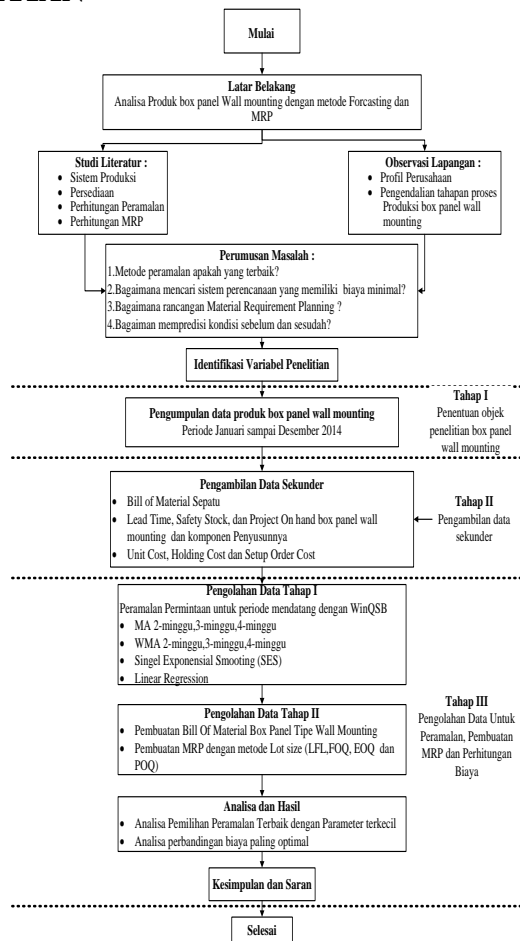 Mulai
Latar Belakang
Analisa Produk box panel Wall mounting dengan metode Forcasting dan
MRP
Studi Literatur :
• Sistem Produksi
• Persediaan
• Perhitungan Peramalan
• Perhitungan MRP
Observasi Lapangan :
• Profil Perusahaan
• Pengendalian tahapan proses
Produksi box panel wall
mounting
Perumusan Masalah :
1.Metode peramalan apakah yang terbaik?
2.Bagaimana mencari sistem perencanaan yang memiliki biaya minimal?
3.Bagaimana rancangan Material Requirement Planning ?
4.Bagaiman mempredisi kondisi sebelum dan sesudah?
Identifikasi Variabel Penelitian
Tahap I
Penentuan objek
penelitian box panel
wall mounting
Pengumpulan data produk box panel wall mounting
Periode Januari sampai Desember 2014
Pengambilan Data Sekunder
• Bill of Material Sepatu
• Lead Time, Safety Stock, dan Project On hand box panel wall
mounting dan komponen Penyusunnya
• Unit Cost, Holding Cost dan Setup Order Cost
Tahap II
Pengambilan data
sekunder
Pengolahan Data Tahap I
Peramalan Permintaan untuk periode mendatang dengan WinQSB
• MA 2-minggu,3-minggu,4-minggu
• WMA 2-minggu,3-minggu,4-minggu
• Singel Exponensial Smooting (SES)
• Linear Regression
Pengolahan Data Tahap II
• Pembuatan Bill Of Material Box Panel Tipe Wall Mounting
• Pembuatan MRP dengan metode Lot size (LFL,FOQ, EOQ dan
POQ)
Tahap III
Pengolahan Data Untuk
Peramalan, Pembuatan
MRP dan Perhitungan
Biaya
Analisa dan Hasil
• Analisa Pemilihan Peramalan Terbaik dengan Parameter terkecil
• Analisa perbandingan biaya paling optimal
Kesimpulan dan Saran
Selesai